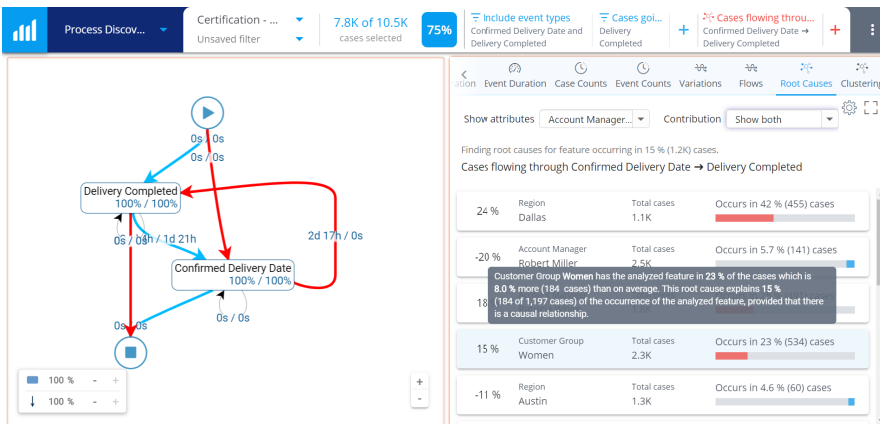 Process Discov...
Certification - ...
Unsaved filter
7.8K of 10.5K
cases selected
75%
Include event types
Confirmed Delivery Date and
Delivery Completed
Cases goi...
Delivery
Completed
+
Cases flowing throu...
Confirmed Delivery Date →
Delivery Completed
+
0s / 0s
0s / 0s
Delivery Completed
100% / 100%
2d 17h / 0s
0s / 0s
4h / 1d 21h
Confirmed Delivery Date
100% / 100%
0s / 0s
0s
0s
100 % - +
100 % - +
+
-
ation
Event Duration
Case Counts
Event Counts
Variations
Flows
Root Causes
Clustering
Show attributes
Account Manager...
Contribution
Show both
Finding root causes for feature occurring in 15 % (1.2K) cases.
Cases flowing through Confirmed Delivery Date → Delivery Completed
24 %
Region
Dallas
Total cases
1.1K
Occurs in 42 % (455) cases
-20 %
Account Manager
Robert Miller
Total cases
2.5K
Occurs in 5.7 % (141) cases
Customer Group Women has the analyzed feature in 23 % of the cases which is
8.0 % more (184 cases) than on average. This root cause explains 15 %
(184 of 1,197 cases) of the occurrence of the analyzed feature, provided that there
is a causal relationship.
18
15 %
Customer Group
Women
Total cases
2.3K
Occurs in 23 % (534) cases
-11 %
Region
Austin
Total cases
1.3K
Occurs in 4.6 % (60) cases